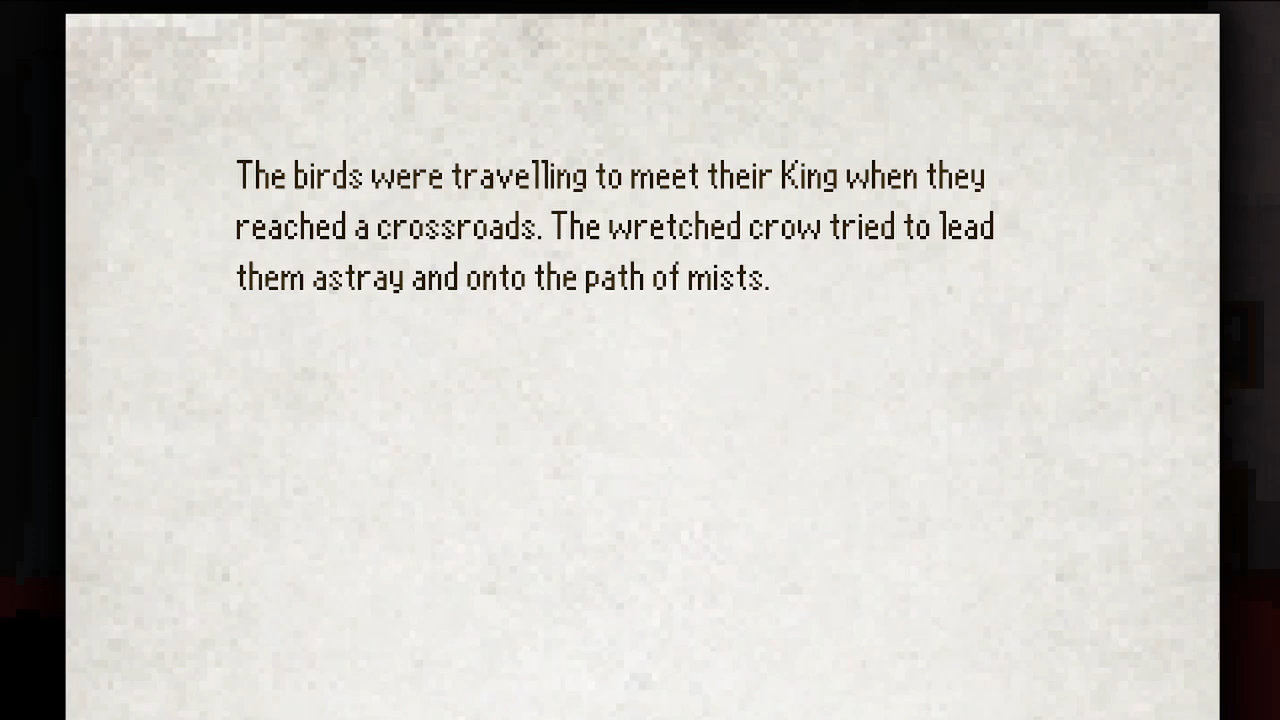 The birds were travelling to meet their King when they
reached a crossroads. The wretched crow tried to lead
them astray and onto the path of mists.